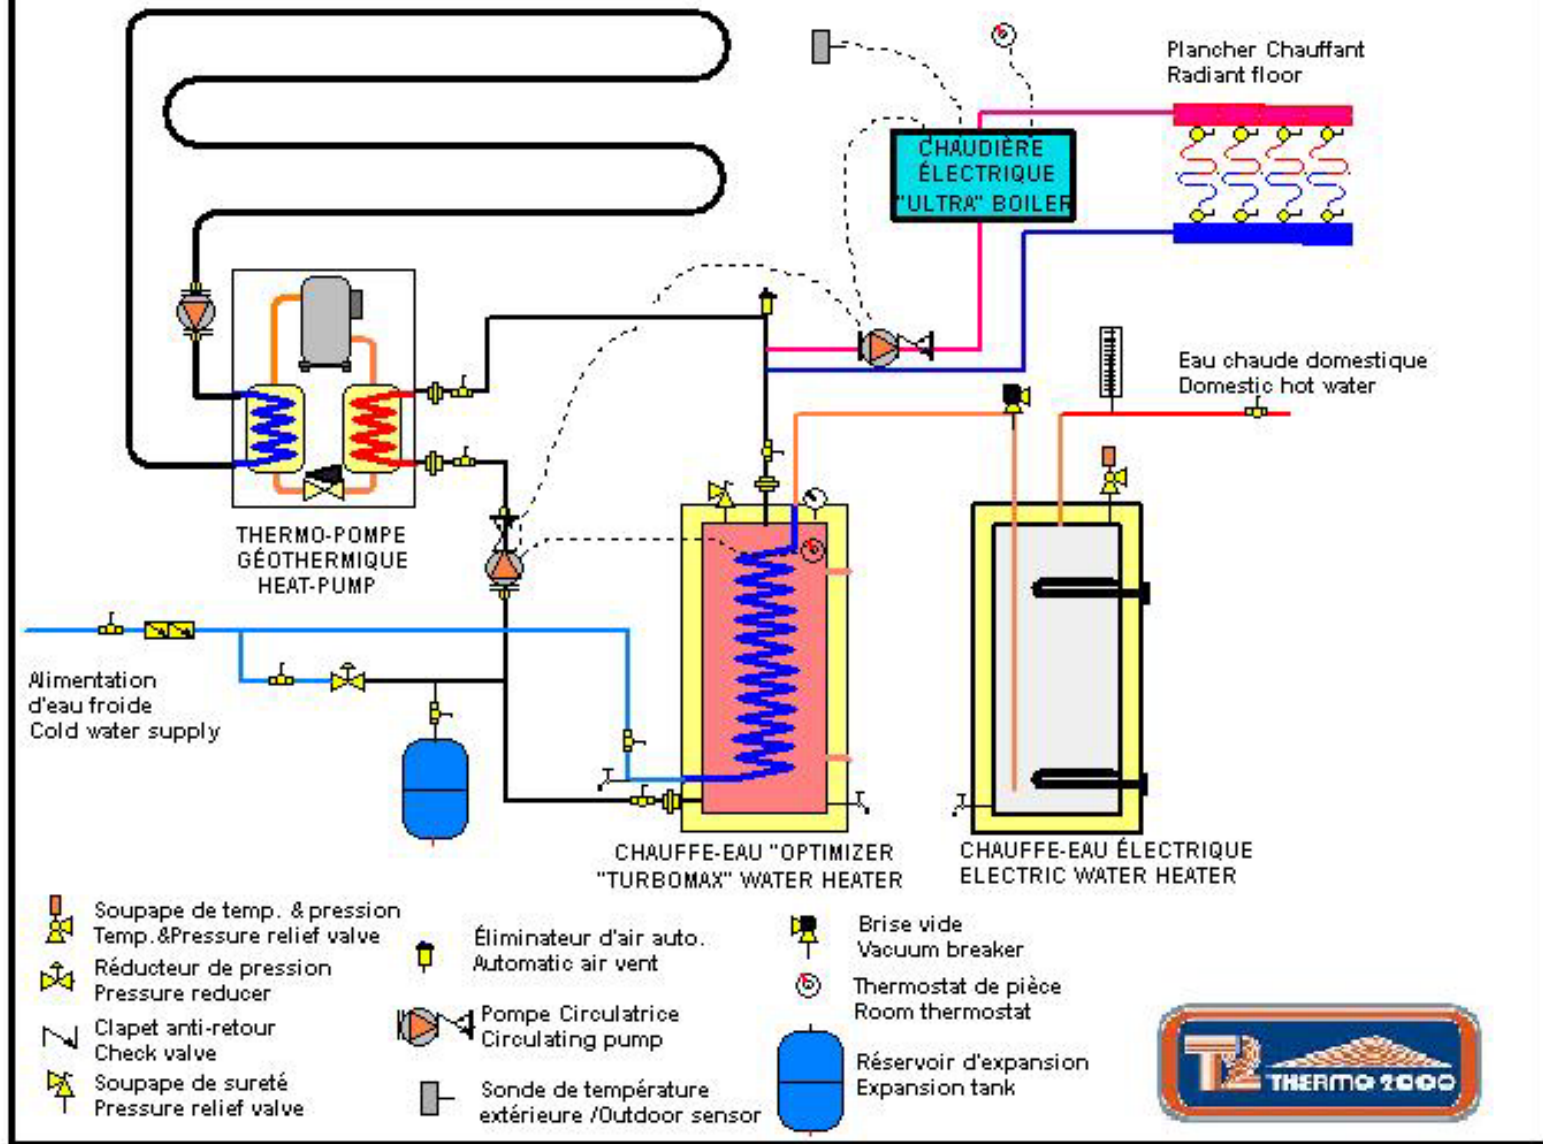 Plancher Chauffant
Radiant floor
CHAUDIÈRE
ÉLECTRIQUE
"ULTRA" BOILER
Eau chaude domestique
Domestic hot water
THERMO-POMPE
GÉOTHERMIQUE
HEAT-PUMP
Alimentation
d'eau froide
Cold water supply
CHAUFFE-EAU "OPTIMIZER
"TURBOMAX" WATER HEATER
CHAUFFE-EAU ÉLECTRIQUE
ELECTRIC WATER HEATER
Soupape de temp. & pression
Temp.&Pressure relief valve
Réducteur de pression
Pressure reducer
Clapet anti-retour
Check valve
Soupape de sureté
Pressure relief valve
Éliminateur d'air auto.
Automatic air vent
Pompe Circulatrice
Circulating pump
Sonde de température
extérieure /Outdoor sensor
Brise vide
Vacuum breaker
Thermostat de pièce
Room thermostat
Réservoir d'expansion
Expansion tank
T2
THERMO 2000